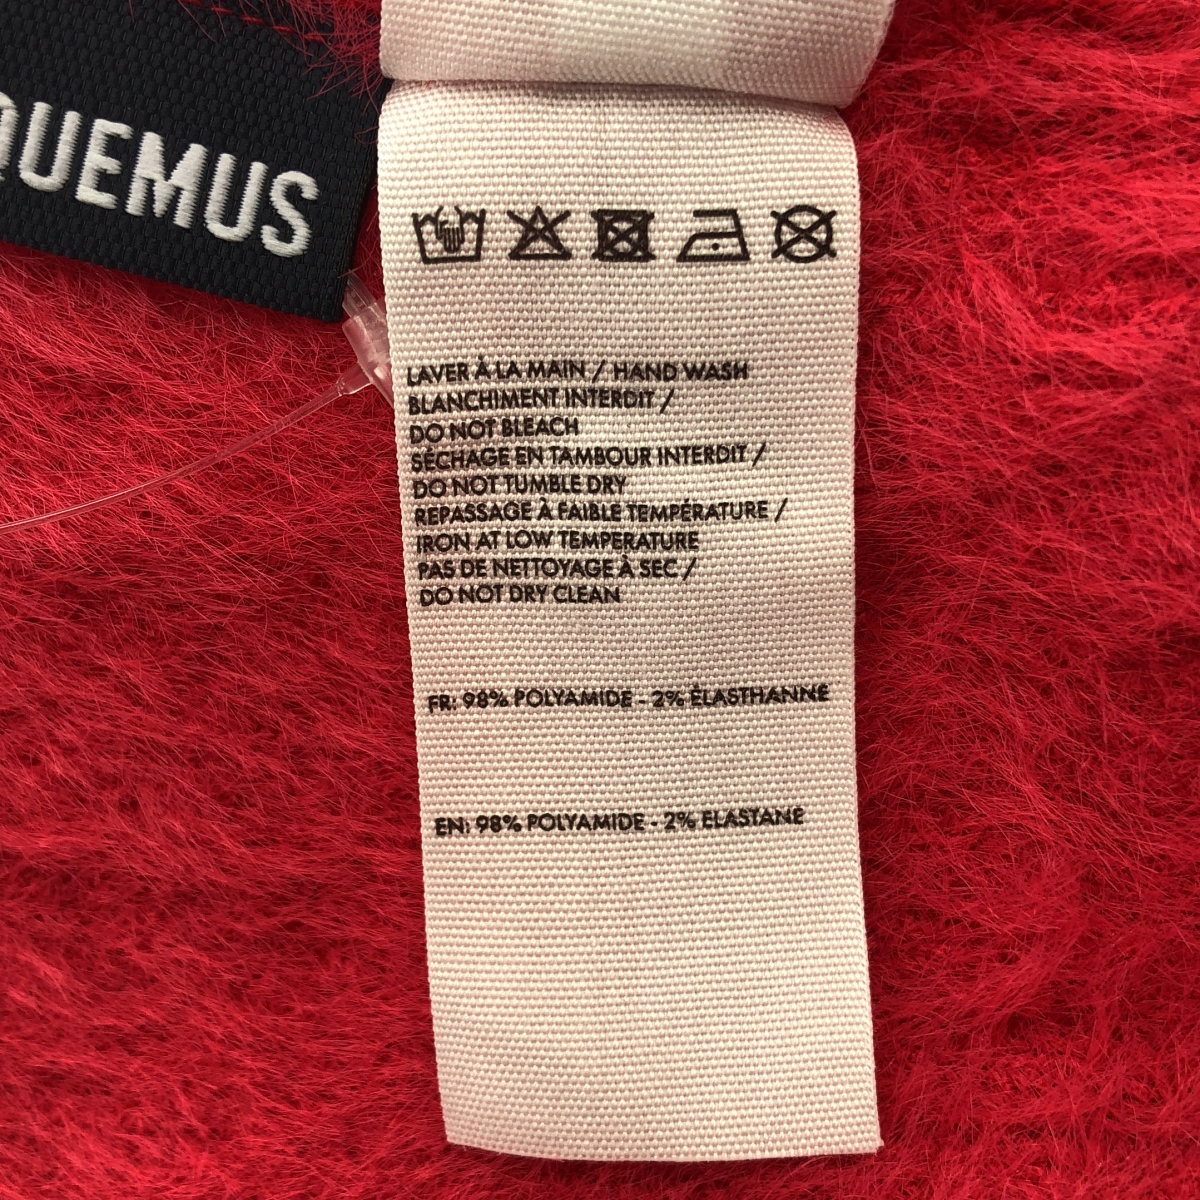 QUEMUS
LAVER À LA MAIN / HAND WASH
BLANCHIMENT INTERDIT /
DO NOT BLEACH
SÉCHAGE EN TAMBOUR INTERDIT /
DO NOT TUMBLE DRY
REPASSAGE À FAIBLE TEMPÉRATURE /
IRON AT LOW TEMPERATURE
PAS DE NETTOYAGE À SEC /
DO NOT DRY CLEAN
FR: 98% POLYAMIDE - 2% ÉLASTHANNE
EN: 98% POLYAMIDE - 2% ELASTANE